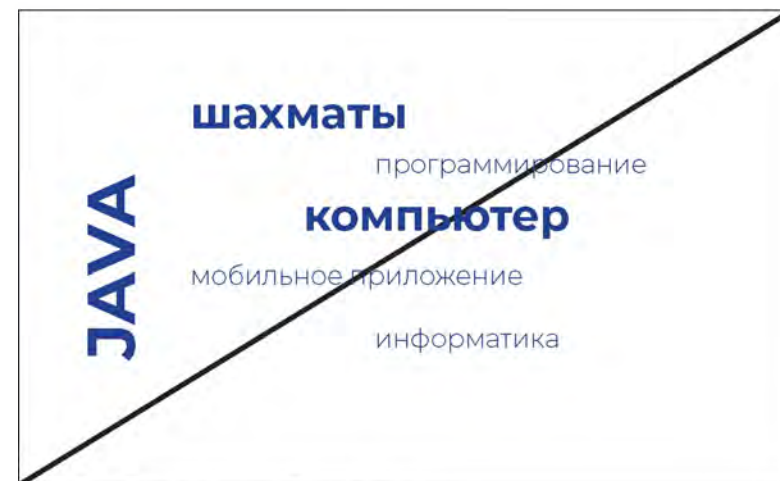 шахматы
программирование
JAVA
компьютер
мобильное приложение
информатика